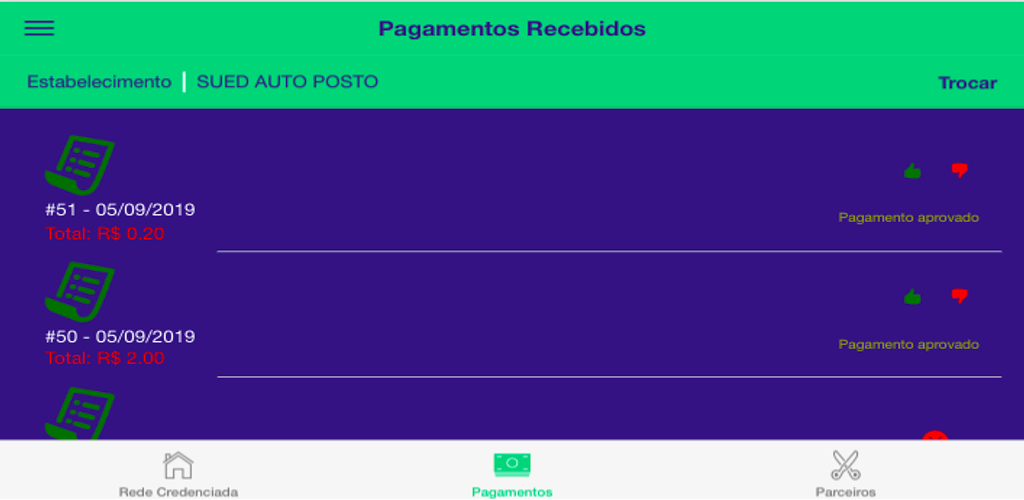 Pagamentos Recebidos
Estabelecimento | SUED AUTO POSTO
Trocar
#51 - 05/09/2019
Total: R$ 0.20
Pagamento aprovado
#50 - 05/09/2019
Total: R$ 2.00
Pagamento aprovado
Rede Credenciada
Pagamentos
Parceiros